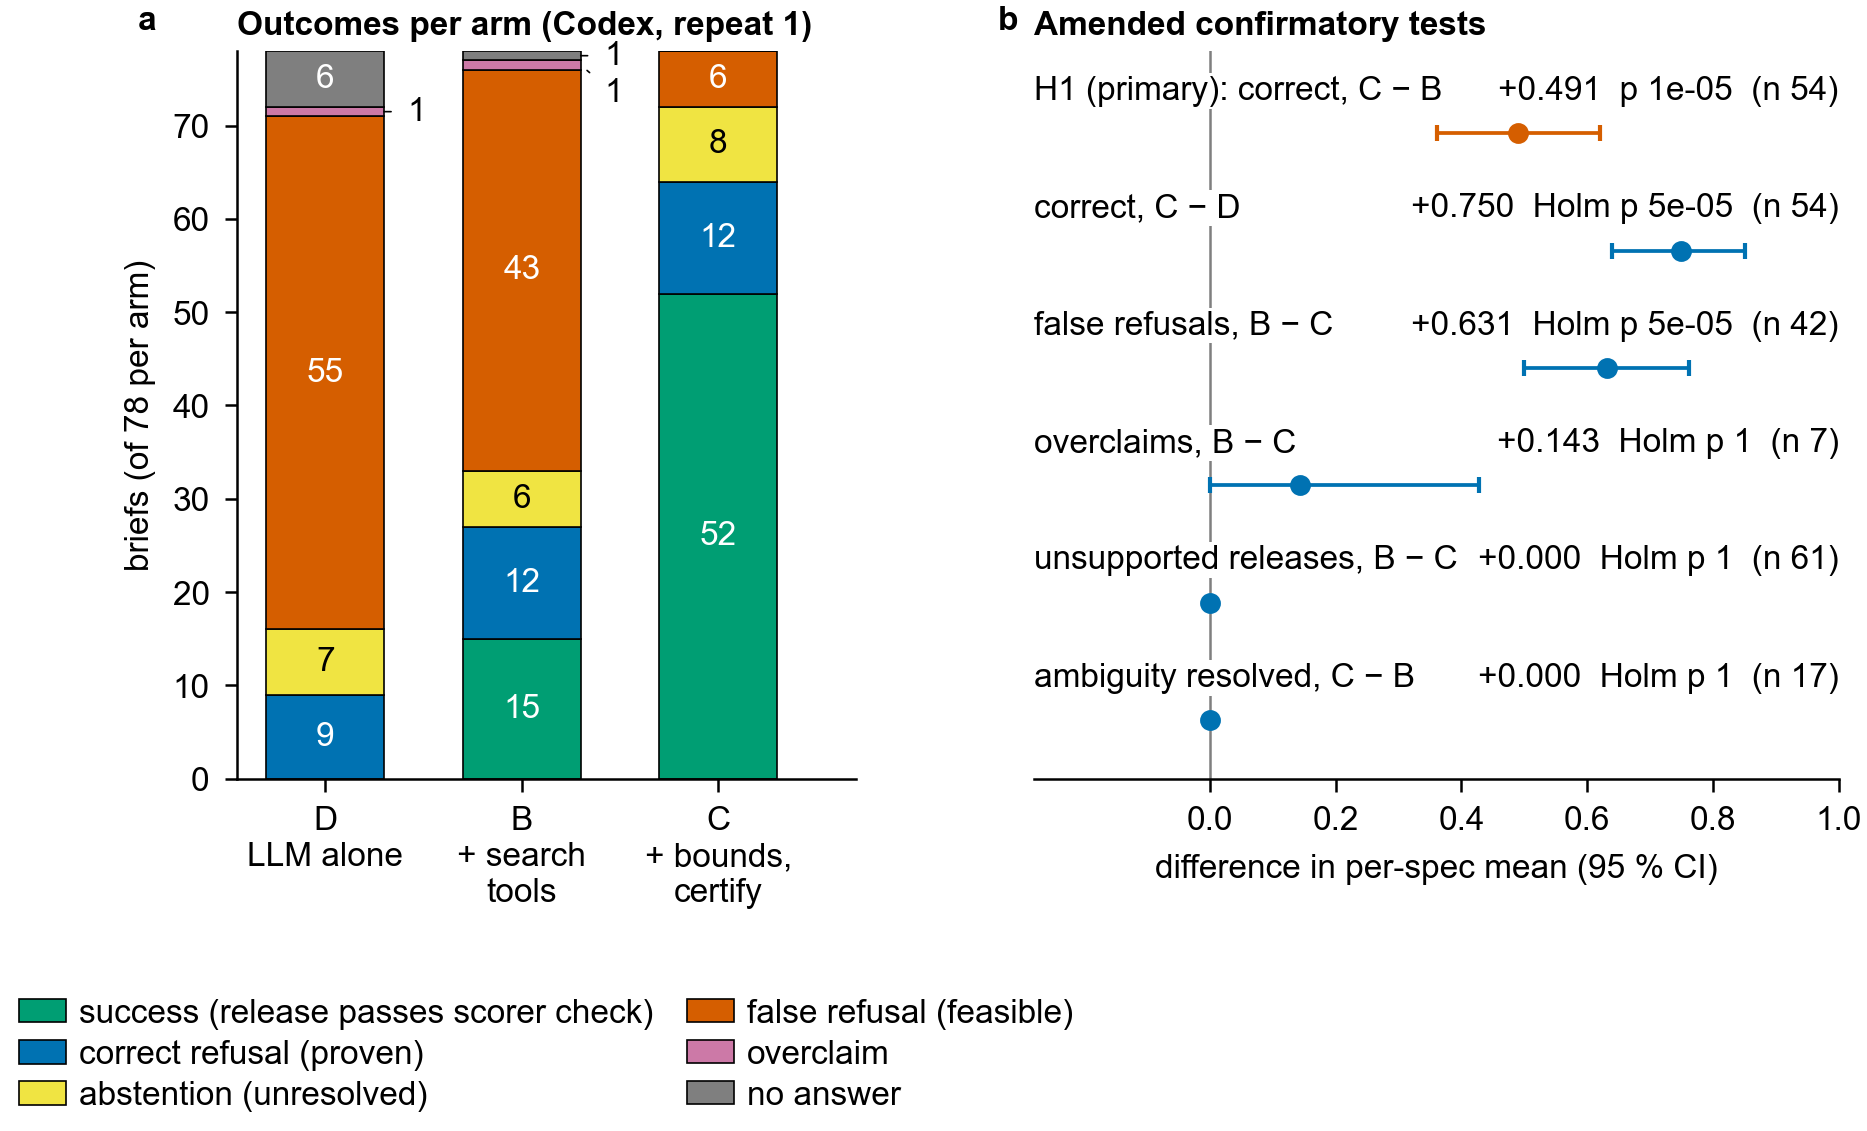 a
Outcomes per arm (Codex, repeat 1)
briefs (of 78 per arm)
70
60
50
40
30
20
10
0
6
1
55
7
9
1
1
43
6
12
15
6
8
12
52
D
LLM alone
B
+ search
tools
C
+ bounds,
certify
b
Amended confirmatory tests
H1 (primary): correct, C − B +0.491 p 1e-05 (n 54)
correct, C − D +0.750 Holm p 5e-05 (n 54)
false refusals, B − C +0.631 Holm p 5e-05 (n 42)
overclaims, B − C +0.143 Holm p 1 (n 7)
unsupported releases, B − C +0.000 Holm p 1 (n 61)
ambiguity resolved, C − B +0.000 Holm p 1 (n 17)
0.0 0.2 0.4 0.6 0.8 1.0
difference in per-spec mean (95 % CI)
success (release passes scorer check)
correct refusal (proven)
abstention (unresolved)
false refusal (feasible)
overclaim
no answer